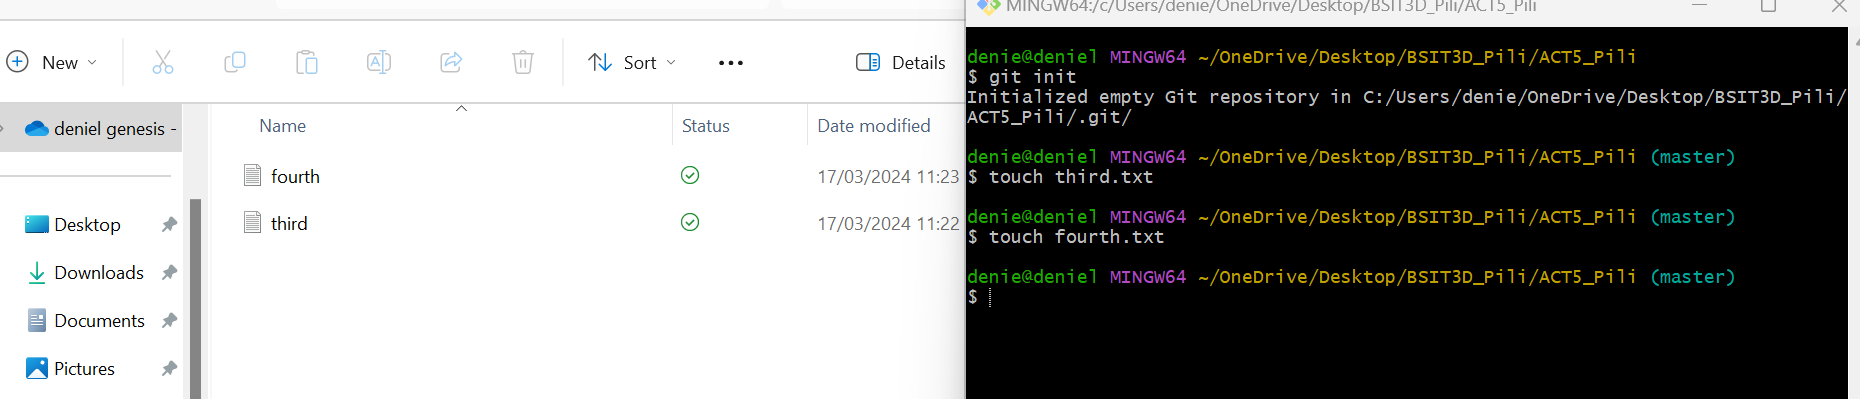 New
Sort
Details
deniel genesis -
Name
Status
Date modified
fourth
17/03/2024 11:23
third
17/03/2024 11:22
Desktop
Downloads
Documents
Pictures
MINGW64:/c/Users/denie/OneDrive/Desktop/BSIT3D_Pili/ACT5_Pili
denie@deniel MINGW64 ~/OneDrive/Desktop/BSIT3D_Pili/ACT5_Pili
$ git init
Initialized empty Git repository in C:/Users/denie/OneDrive/Desktop/BSIT3D_Pili/
ACT5_Pili/.git/
denie@deniel MINGW64 ~/OneDrive/Desktop/BSIT3D_Pili/ACT5_Pili (master)
$ touch third.txt
denie@deniel MINGW64 ~/OneDrive/Desktop/BSIT3D_Pili/ACT5_Pili (master)
$ touch fourth.txt
denie@deniel MINGW64 ~/OneDrive/Desktop/BSIT3D_Pili/ACT5_Pili (master)
$